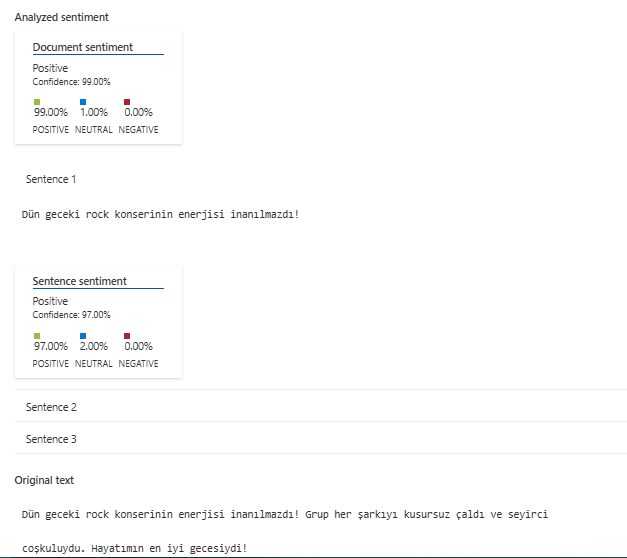 Analyzed sentiment
Document sentiment
Positive
Confidence: 99.00%
99.00% 1.00% 0.00%
POSITIVE NEUTRAL NEGATIVE
Sentence 1
Dün geceki rock konserinin enerjisi inanılmazdı!
Sentence sentiment
Positive
Confidence: 97.00%
97.00% 2.00% 0.00%
POSITIVE NEUTRAL NEGATIVE
Sentence 2
Sentence 3
Original text
Dün geceki rock konserinin enerjisi inanılmazdı! Grup her şarkıyı kusursuz çaldı ve seyirci
coşkuluydu. Hayatımın en iyi gecesiydi!